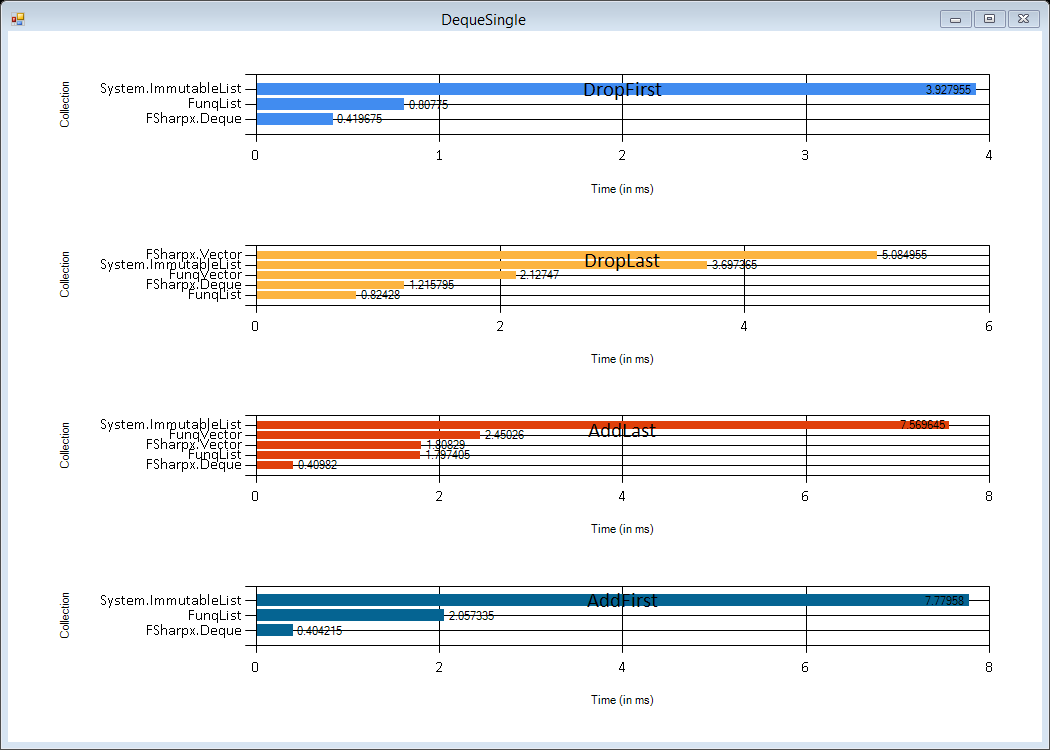 DequeSingle
DropFirst
Collection
System.ImmutableList 3.927955
FunqList 0.80775
FSharpx.Deque 0.419675
0 1 2 3 4
Time (in ms)
DropLast
Collection
FSharpx.Vector 5.084955
System.ImmutableList 3.697365
FunqVector 2.12747
FSharpx.Deque 1.215795
FunqList 0.82428
0 2 4 6
Time (in ms)
AddLast
Collection
System.ImmutableList 7.569645
FunqVector 2.45026
FSharpx.Vector 1.80829
FunqList 1.797405
FSharpx.Deque 0.40982
0 2 4 6 8
Time (in ms)
AddFirst
Collection
System.ImmutableList 7.77958
FunqList 2.057335
FSharpx.Deque 0.404215
0 2 4 6 8
Time (in ms)